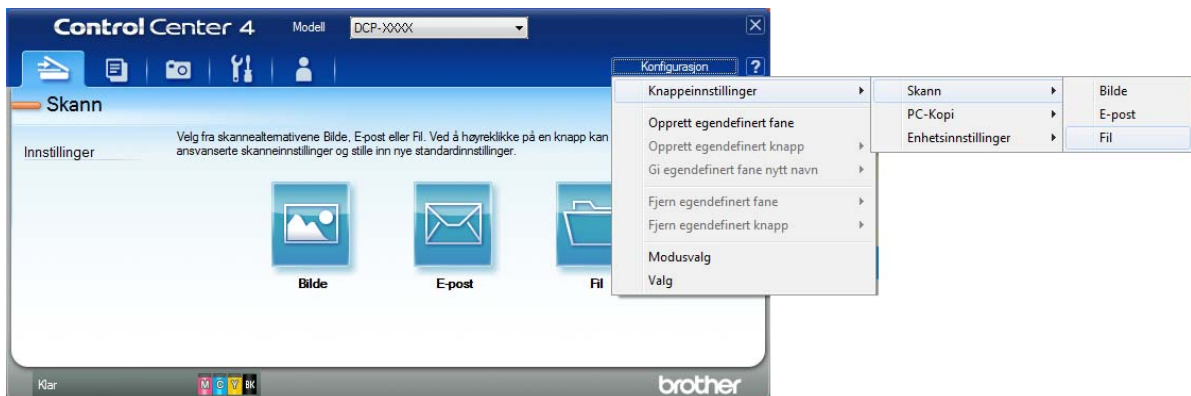 Control Center 4 Modell DCP-XXXX
Konfigurasjon ?
Skann
Innstillinger
Velg fra skannealternativene Bilde, E-post eller Fil. Ved å høyreklikke på en knapp kan
ansvanserte skanneinnstillinger og stille inn nye standardinnstillinger.
Bilde
E-post
Fil
Knappeinnstillinger
Opprett egendefinert fane
Opprett egendefinert knapp
Gi egendefinert fane nytt navn
Fjern egendefinert fane
Fjern egendefinert knapp
Modusvalg
Valg
Skann
PC-Kopi
Enhetsinnstillinger
Bilde
E-post
Fil
Klar
M C Y BK
brother